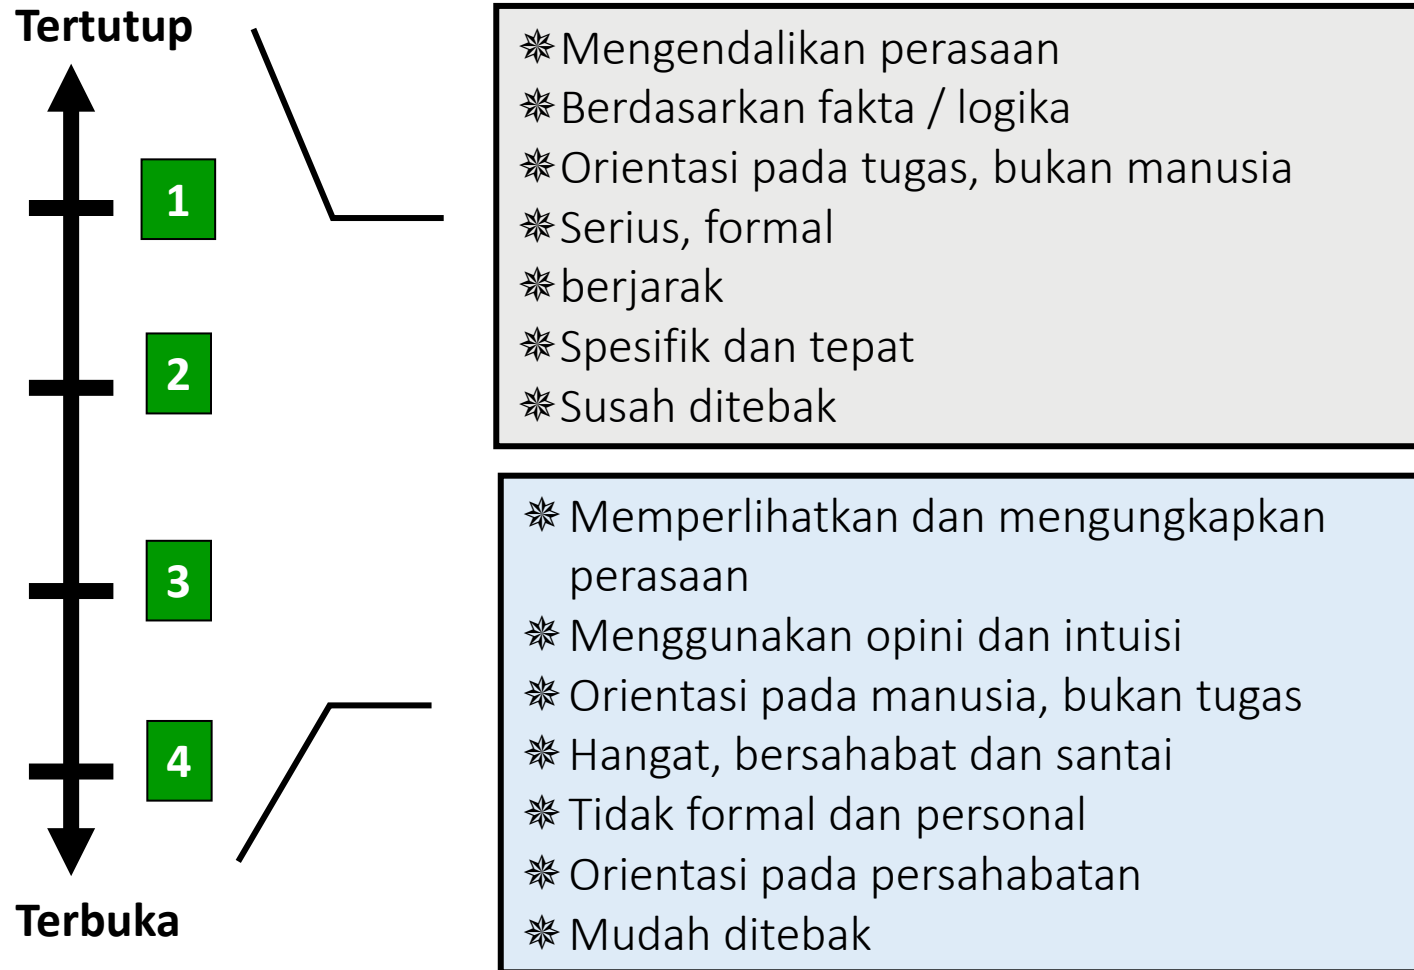 Tertutup
1
2
3
4
Terbuka
✵Mengendalikan perasaan
✵Berdasarkan fakta / logika
✵Orientasi pada tugas, bukan manusia
✵Serius, formal
✵berjarak
✵Spesifik dan tepat
✵Susah ditebak
✵Memperlihatkan dan mengungkapkan
perasaan
✵Menggunakan opini dan intuisi
✵Orientasi pada manusia, bukan tugas
✵Hangat, bersahabat dan santai
✵Tidak formal dan personal
✵Orientasi pada persahabatan
✵Mudah ditebak